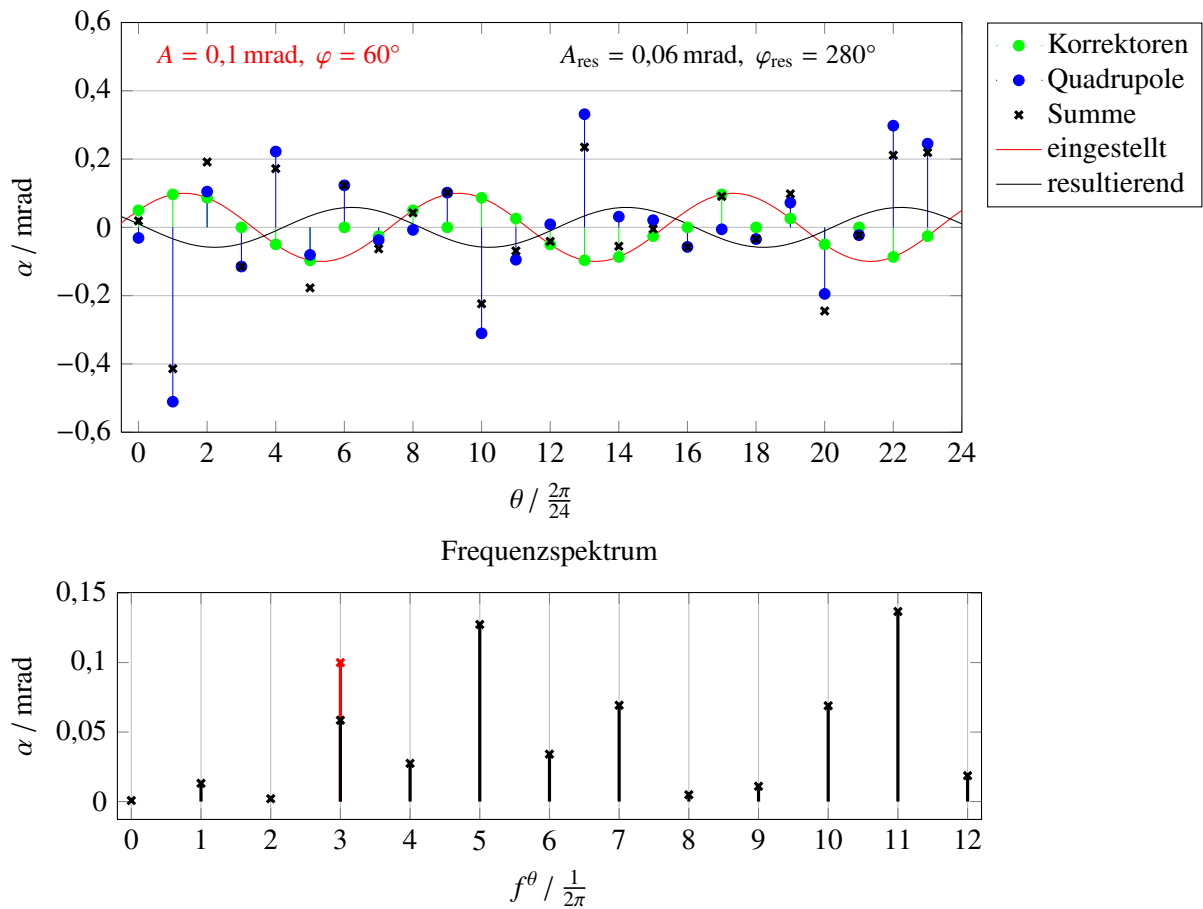 A = 0,1 mrad, φ = 60°
A_res = 0,06 mrad, φ_res = 280°
Korrektoren
Quadrupole
Summe
eingestellt
resultierend
α / mrad
0,6
0,4
0,2
0
−0,2
−0,4
−0,6
0 2 4 6 8 10 12 14 16 18 20 22 24
θ / 2π/24
Frequenzspektrum
α / mrad
0,15
0,1
0,05
0
0 1 2 3 4 5 6 7 8 9 10 11 12
f^θ / 1/2π